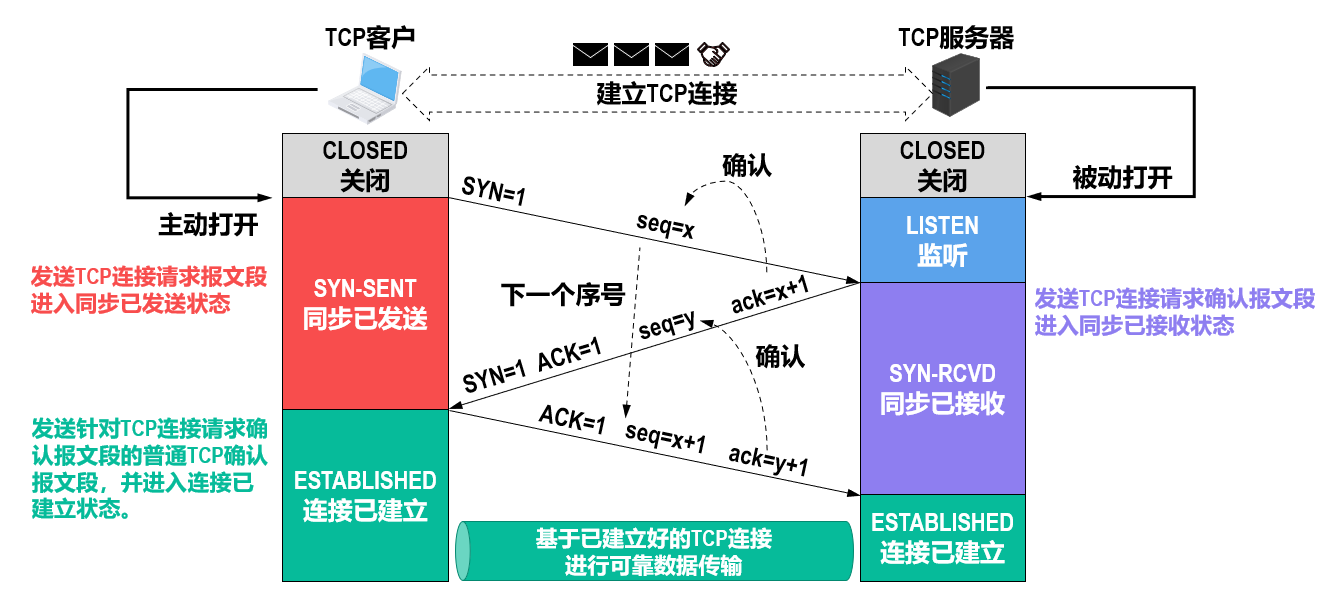 TCP客户
TCP服务器
建立TCP连接
CLOSED
关闭
CLOSED
关闭
主动打开
被动打开
SYN=1
seq=x
确认
LISTEN
监听
发送TCP连接请求报文段
进入同步已发送状态
SYN-SENT
同步已发送
下一个序号
ack=x+1
seq=y
SYN=1 ACK=1
确认
发送TCP连接请求确认报文段
进入同步已接收状态
SYN-RCVD
同步已接收
发送针对TCP连接请求确
认报文段的普通TCP确认
报文段，并进入连接已
建立状态。
ACK=1
seq=x+1
ack=y+1
ESTABLISHED
连接已建立
ESTABLISHED
连接已建立
基于已建立好的TCP连接
进行可靠数据传输